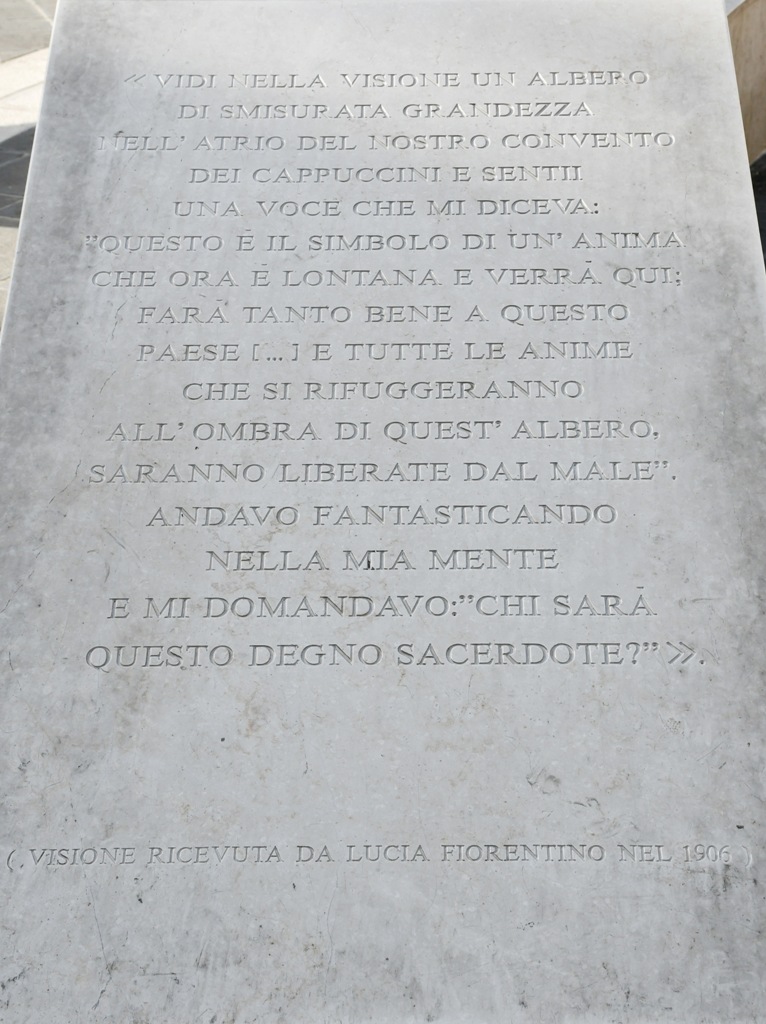 « VIDI NELLA VISIONE UN ALBERO
DI SMISURATA GRANDEZZA
NELL' ATRIO DEL NOSTRO CONVENTO
DEI CAPPUCCINI E SENTII
UNA VOCE CHE MI DICEVA:
"QUESTO È IL SIMBOLO DI UN' ANIMA
CHE ORA È LONTANA E VERRÀ QUI;
FARÀ TANTO BENE A QUESTO
PAESE [...] E TUTTE LE ANIME
CHE SI RIFUGGERANNO
ALL' OMBRA DI QUEST' ALBERO,
SARANNO LIBERATE DAL MALE".
ANDAVO FANTASTICANDO
NELLA MIA MENTE
E MI DOMANDAVO:"CHI SARÀ
QUESTO DEGNO SACERDOTE?" ».
( VISIONE RICEVUTA DA LUCIA FIORENTINO NEL 1906 )